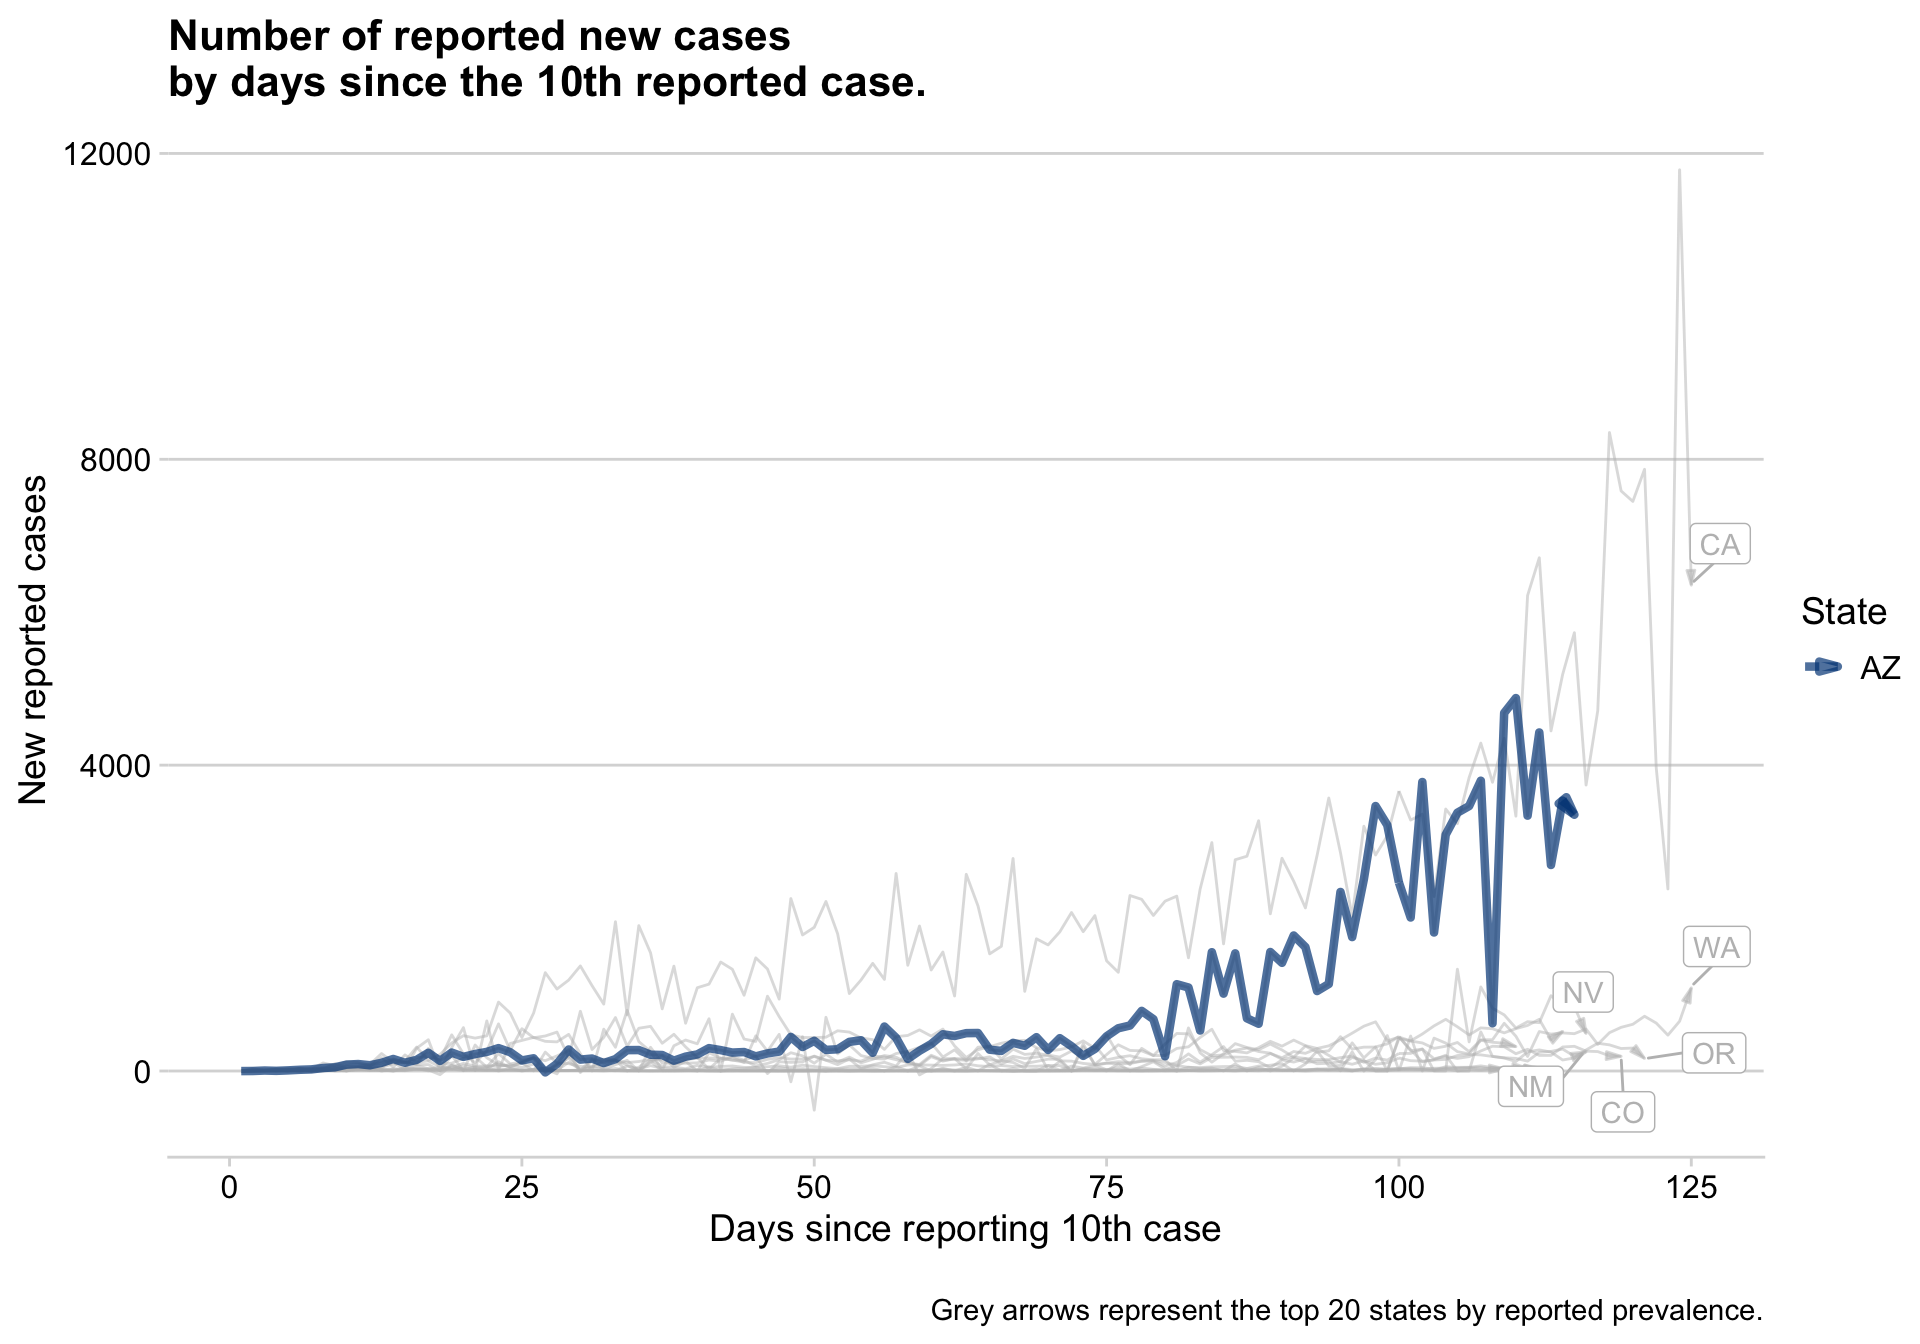 Number of reported new cases
by days since the 10th reported case.
12000
8000
4000
0
New reported cases
CA
WA
NV
OR
NM
CO
State
AZ
0 25 50 75 100 125
Days since reporting 10th case
Grey arrows represent the top 20 states by reported prevalence.